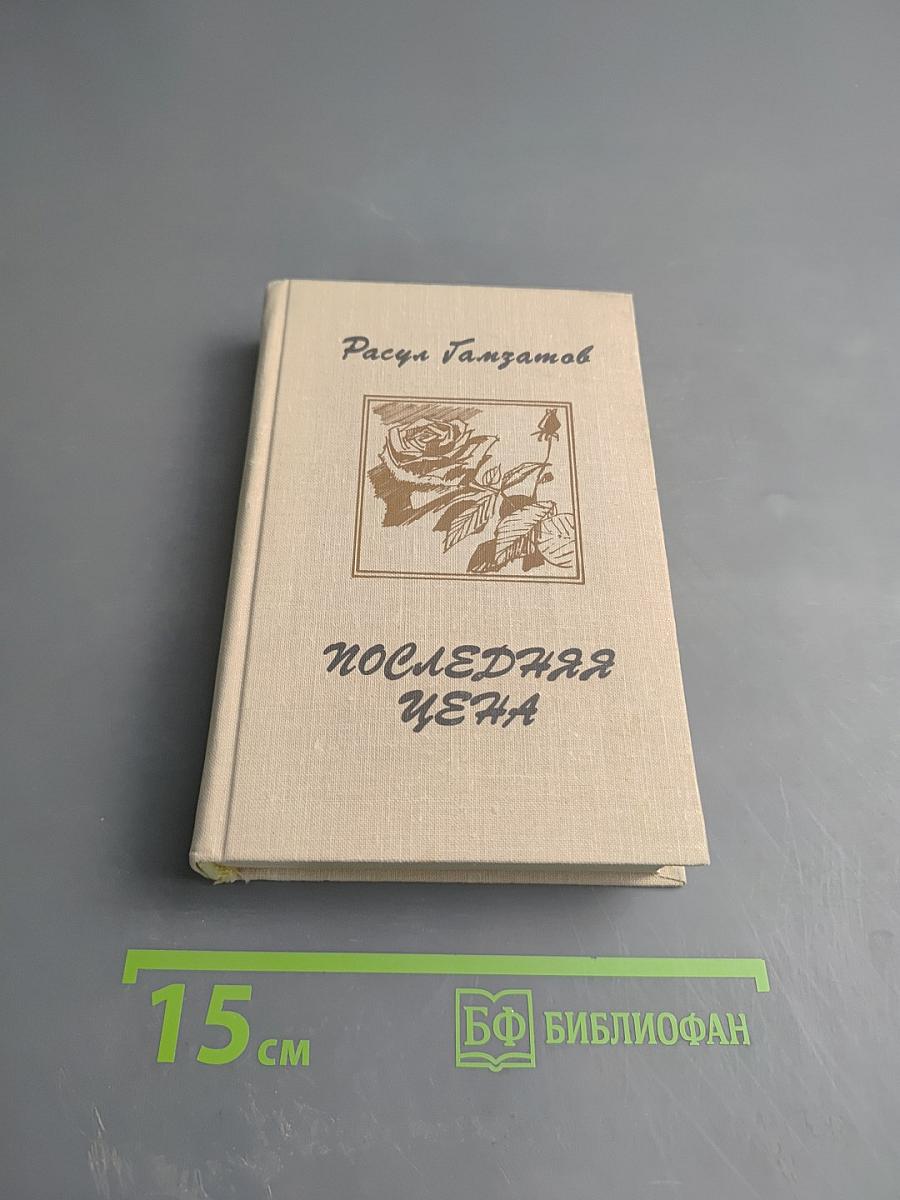 Расул Гамзатов
ПОСЛЕДНЯЯ
ЦЕНА
15 см
БФ БИБЛИОФАН